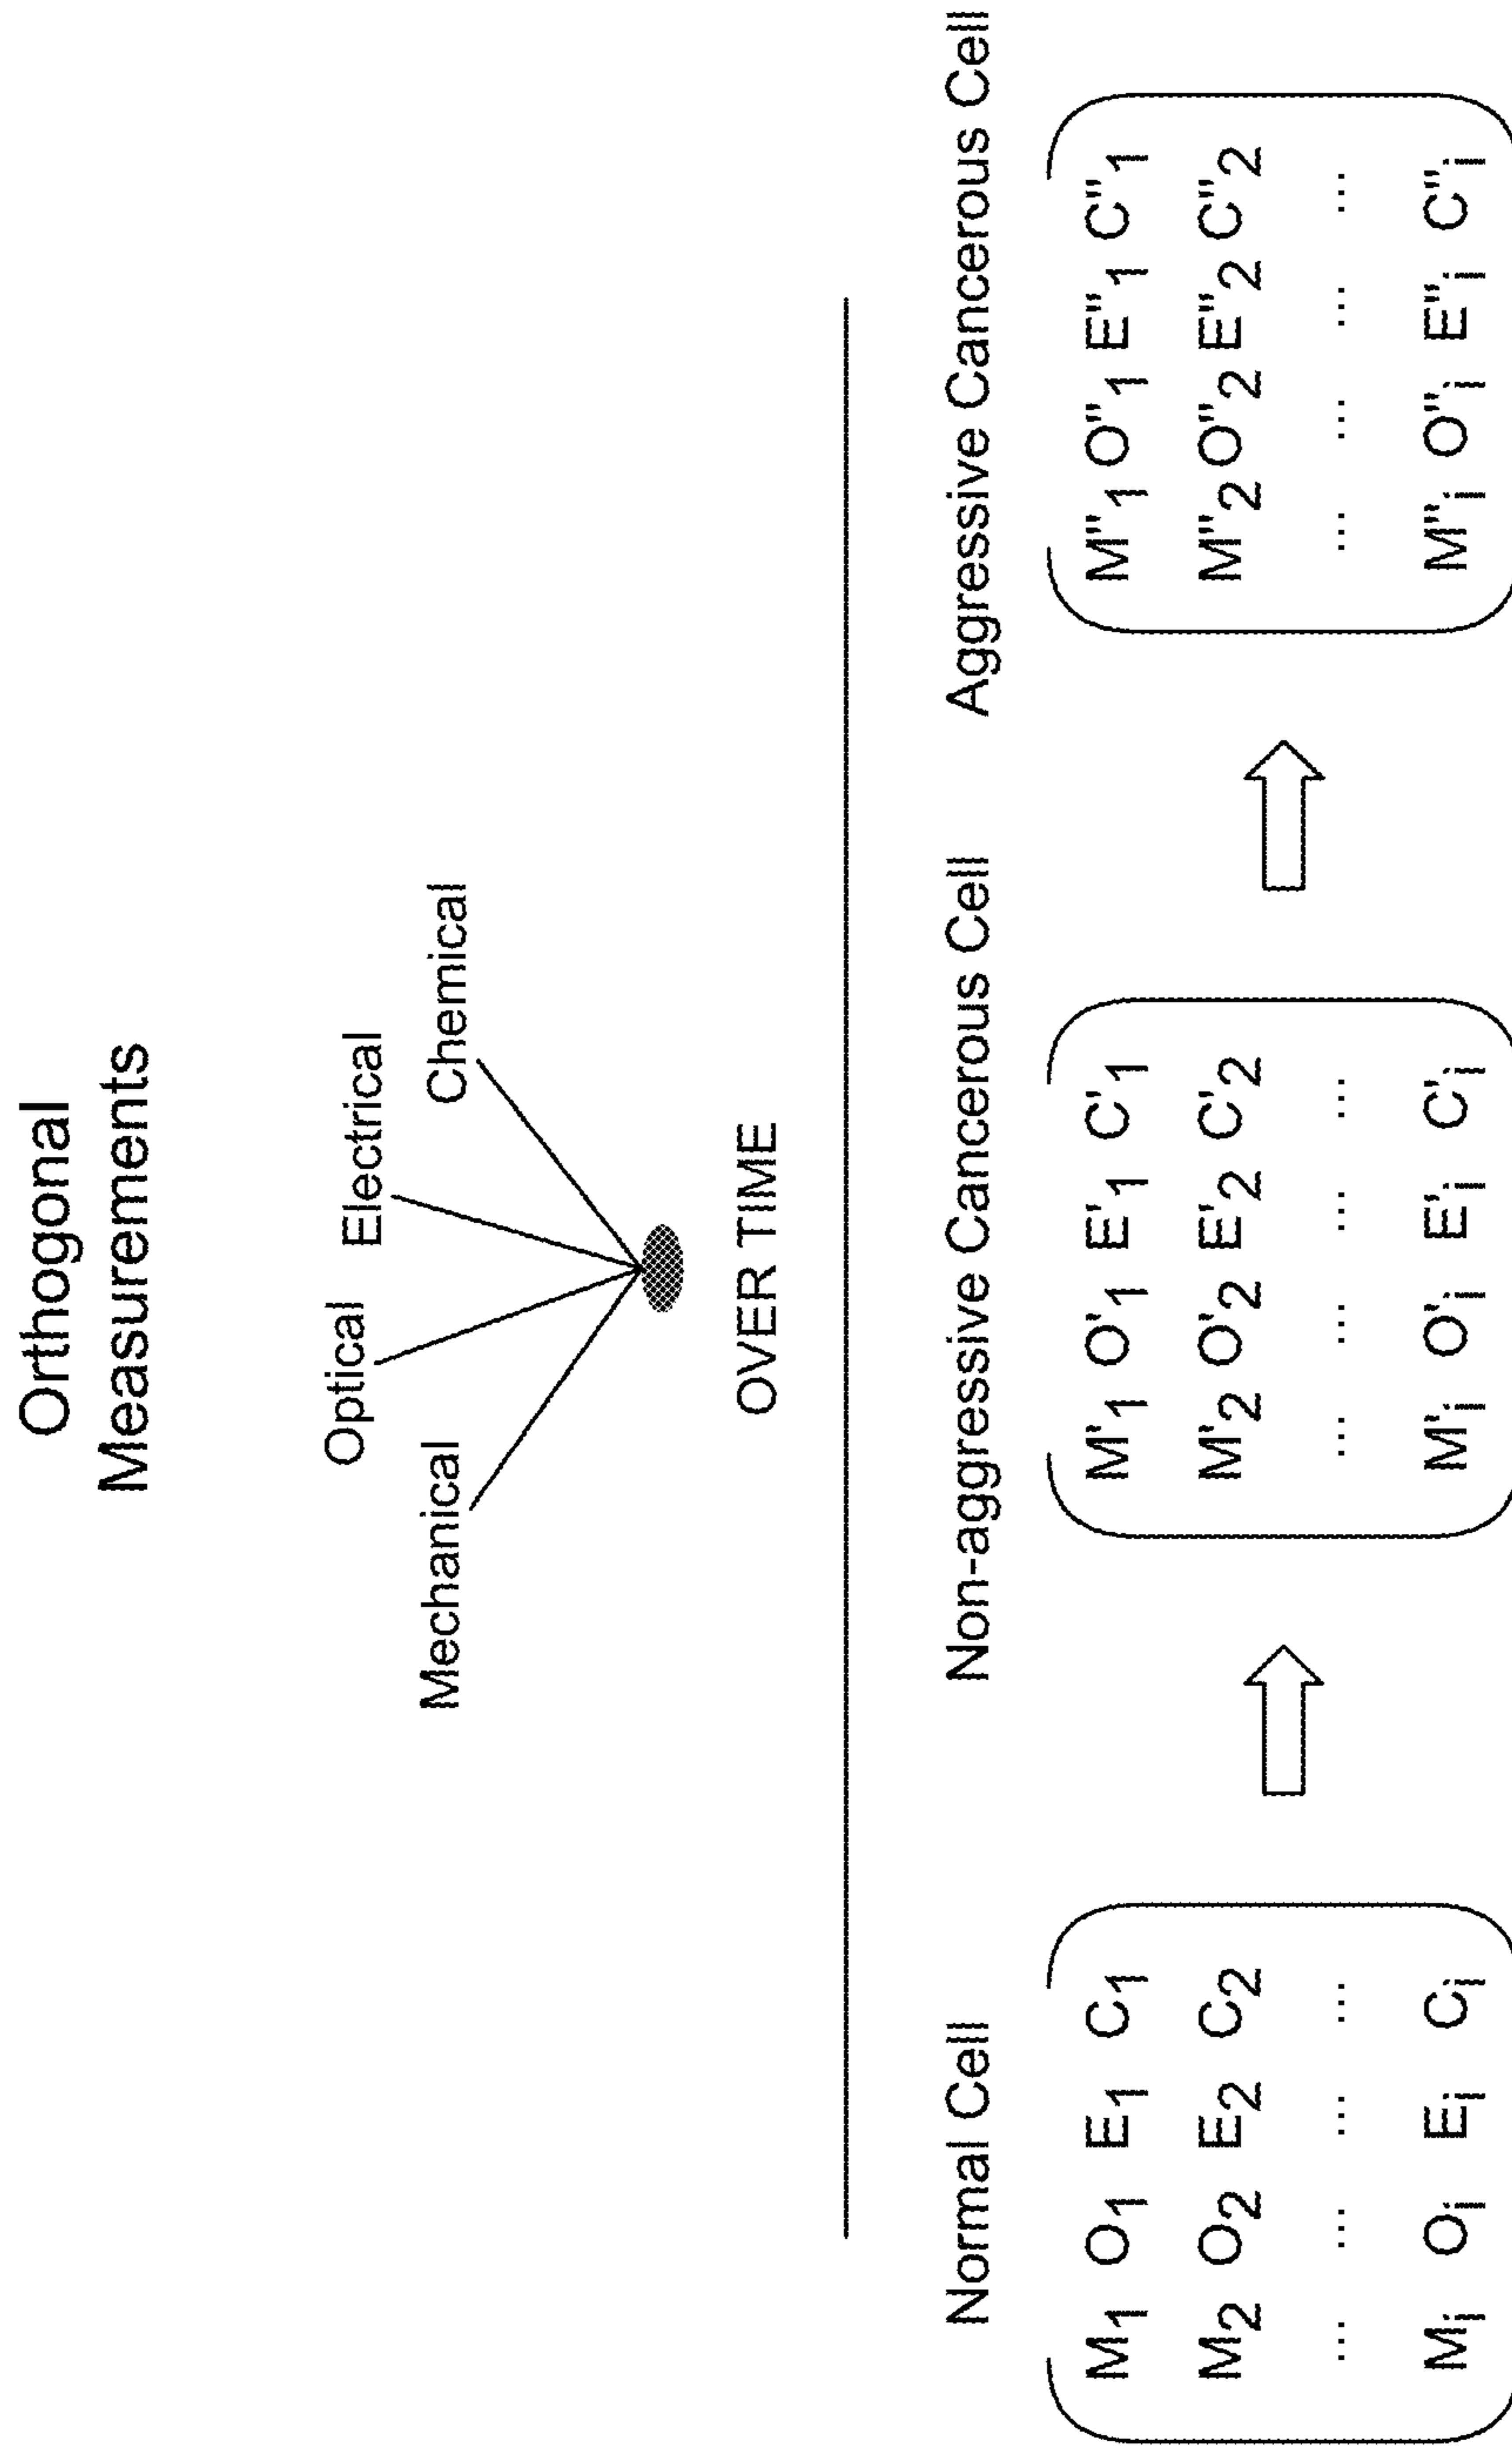 Orthogonal
Measurements
Optical
Electrical
Mechanical
Chemical
OVER TIME
Normal Cell
Non-aggressive Cancerous Cell
Aggressive Cancerous Cell
M1 O1 E1 C1
M2 O2 E2 C2
... ... ... ...
Mi Oi Ei Ci
M'1 O'1 E'1 C'1
M'2 O'2 E'2 C'2
... ... ... ...
M'i O'i E'i C'i
M"1 O"1 E"1 C"1
M"2 O"2 E"2 C"2
... ... ... ...
M"i O"i E"i C"i